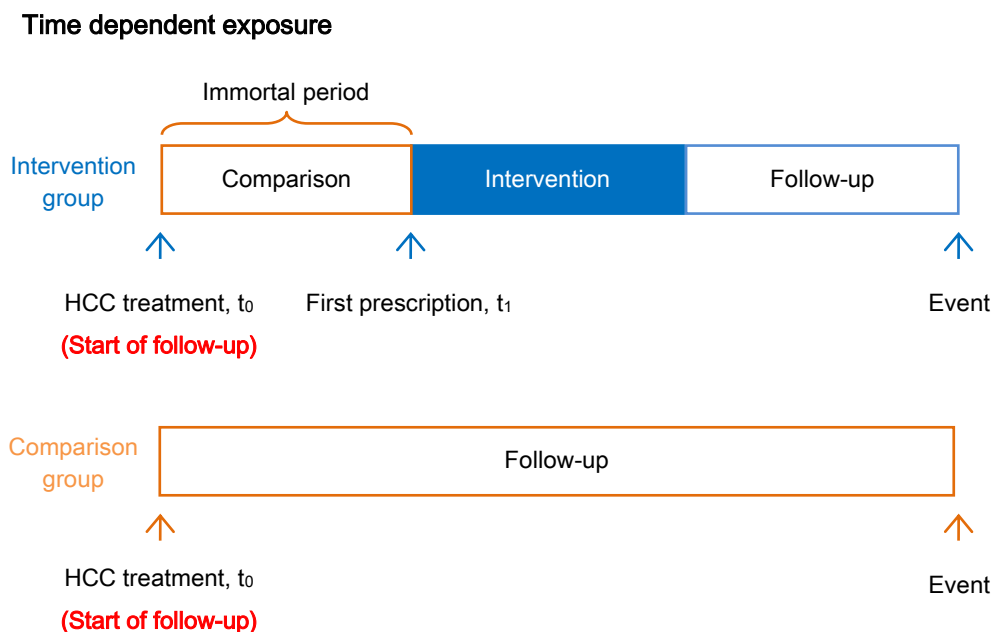 Time dependent exposure
Immortal period
Intervention
group
Comparison
Intervention
Follow-up
HCC treatment, t₀
(Start of follow-up)
First prescription, t₁
Event
Comparison
group
Follow-up
HCC treatment, t₀
(Start of follow-up)
Event